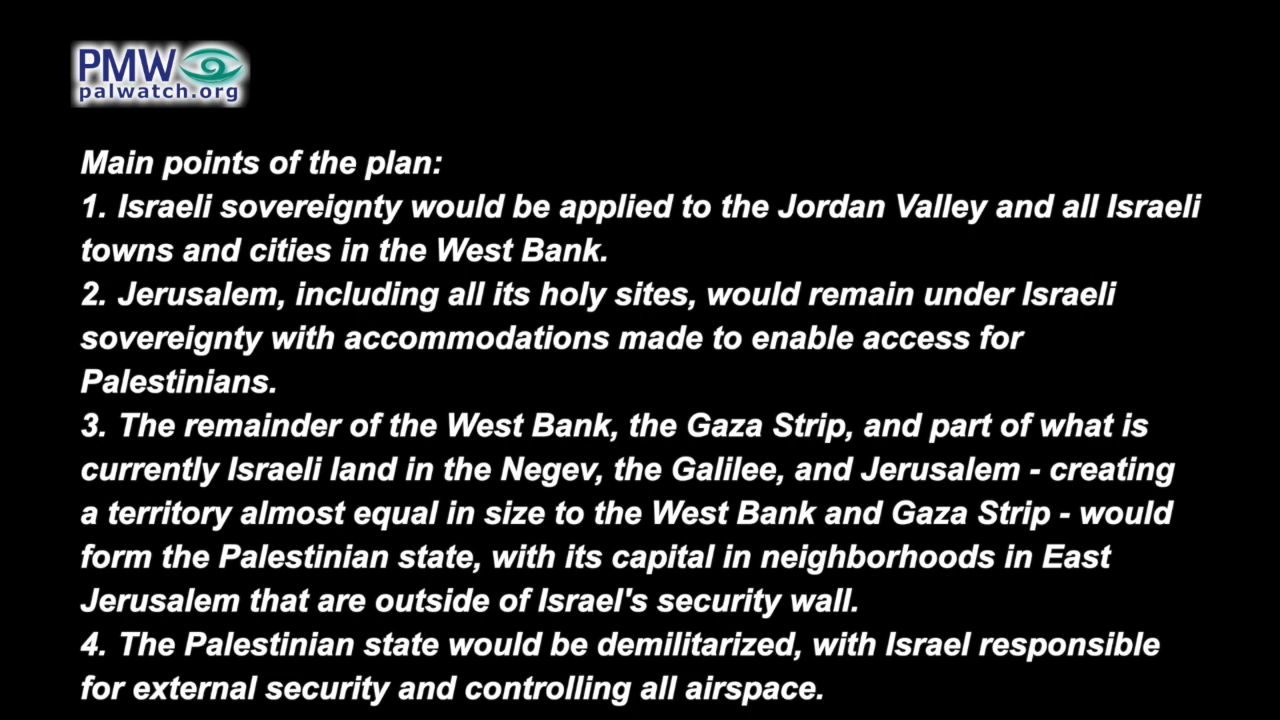 PMW
palwatch.org
Main points of the plan:
1. Israeli sovereignty would be applied to the Jordan Valley and all Israeli
towns and cities in the West Bank.
2. Jerusalem, including all its holy sites, would remain under Israeli
sovereignty with accommodations made to enable access for
Palestinians.
3. The remainder of the West Bank, the Gaza Strip, and part of what is
currently Israeli land in the Negev, the Galilee, and Jerusalem - creating
a territory almost equal in size to the West Bank and Gaza Strip - would
form the Palestinian state, with its capital in neighborhoods in East
Jerusalem that are outside of Israel's security wall.
4. The Palestinian state would be demilitarized, with Israel responsible
for external security and controlling all airspace.